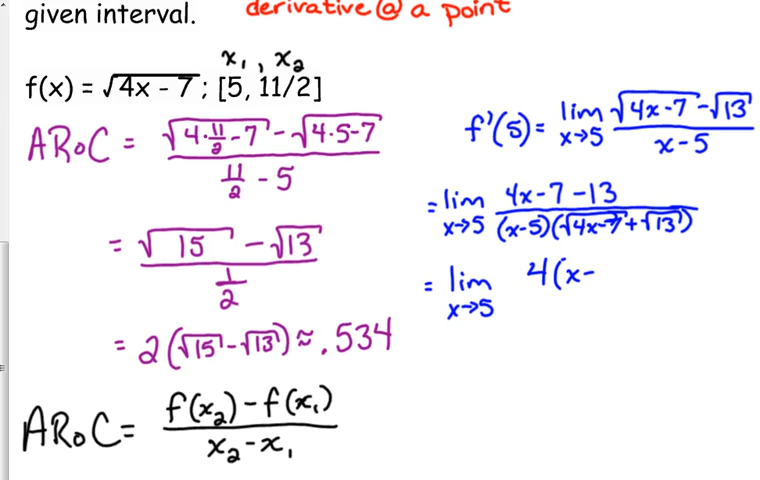 given interval.
derivative @ a point
x₁, x₂
f(x) = √(4x - 7) ; [5, 11/2]
ARoC = (√(4·11/2 - 7) - √(4·5-7)) / (11/2 - 5)
= (√15 - √13) / (1/2)
= 2(√15 - √13) ≈ .534
ARoC = (f(x₂) - f(x₁)) / (x₂ - x₁)
f'(5) = lim x→5 (√(4x-7) - √13) / (x - 5)
= lim x→5 (4x - 7 - 13) / ((x-5)(√(4x-7) + √13))
= lim x→5 4(x-